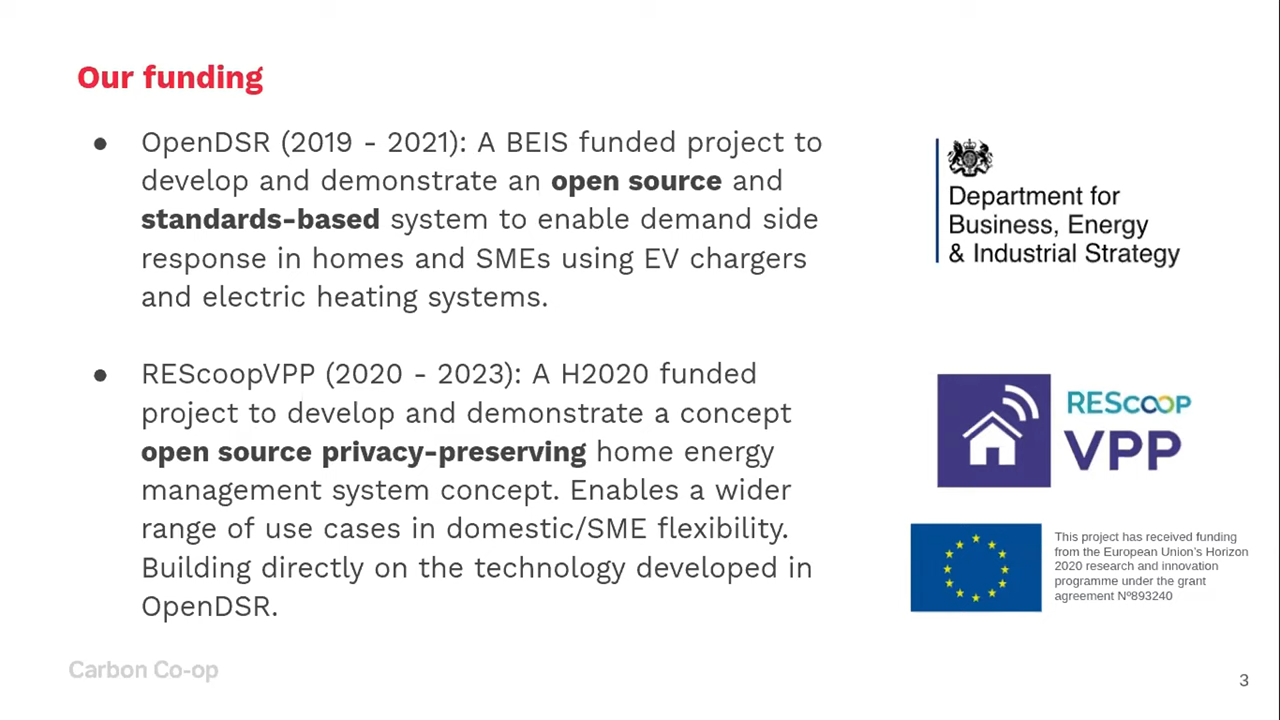 Our funding
● OpenDSR (2019 - 2021): A BEIS funded project to
develop and demonstrate an open source and
standards-based system to enable demand side
response in homes and SMEs using EV chargers
and electric heating systems.
● REScoopVPP (2020 - 2023): A H2020 funded
project to develop and demonstrate a concept
open source privacy-preserving home energy
management system concept. Enables a wider
range of use cases in domestic/SME flexibility.
Building directly on the technology developed in
OpenDSR.
Department for
Business, Energy
& Industrial Strategy
REScoop
VPP
This project has received funding
from the European Union's Horizon
2020 research and innovation
programme under the grant
agreement Nº893240
Carbon Co-op
3